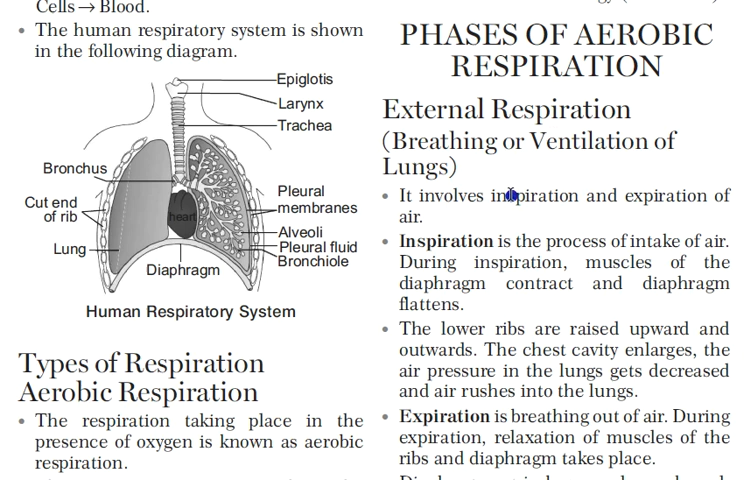 Cells → Blood.
• The human respiratory system is shown
in the following diagram.
Epiglotis
Larynx
Trachea
Bronchus
Cut end
of rib
Lung
heart
Pleural
membranes
Alveoli
Pleural fluid
Bronchiole
Diaphragm
Human Respiratory System
Types of Respiration
Aerobic Respiration
• The respiration taking place in the
presence of oxygen is known as aerobic
respiration.
PHASES OF AEROBIC
RESPIRATION
External Respiration
(Breathing or Ventilation of
Lungs)
• It involves inspiration and expiration of
air.
• Inspiration is the process of intake of air.
During inspiration, muscles of the
diaphragm contract and diaphragm
flattens.
• The lower ribs are raised upward and
outwards. The chest cavity enlarges, the
air pressure in the lungs gets decreased
and air rushes into the lungs.
• Expiration is breathing out of air. During
expiration, relaxation of muscles of the
ribs and diaphragm takes place.